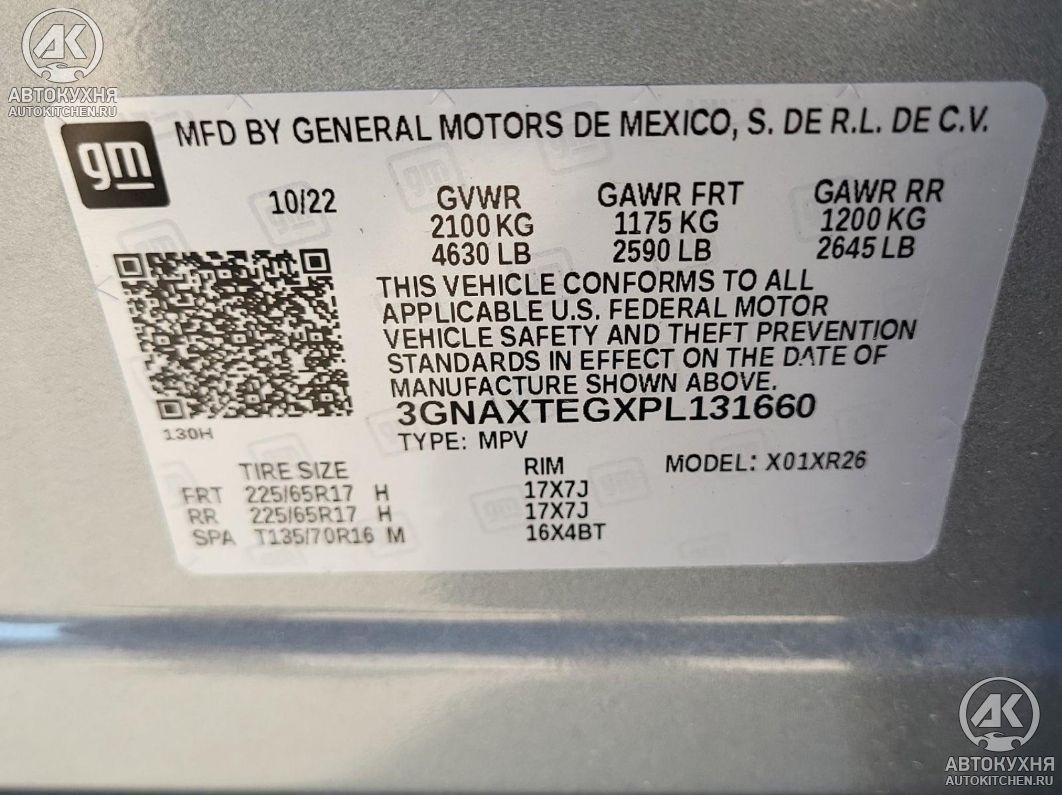 АВТОКУХНЯ
AUTOKITCHEN.RU
gm
MFD BY GENERAL MOTORS DE MEXICO, S. DE R.L. DE C.V.
10/22 GVWR GAWR FRT GAWR RR
2100 KG 1175 KG 1200 KG
4630 LB 2590 LB 2645 LB
THIS VEHICLE CONFORMS TO ALL
APPLICABLE U.S. FEDERAL MOTOR
VEHICLE SAFETY AND THEFT PREVENTION
STANDARDS IN EFFECT ON THE DATE OF
MANUFACTURE SHOWN ABOVE.
3GNAXTEGXPL131660
130H
TYPE: MPV
TIRE SIZE RIM MODEL: X01XR26
FRT 225/65R17 H 17X7J
RR 225/65R17 H 17X7J
SPA T135/70R16 M 16X4BT
АК
АВТОКУХНЯ
AUTOKITCHEN.RU